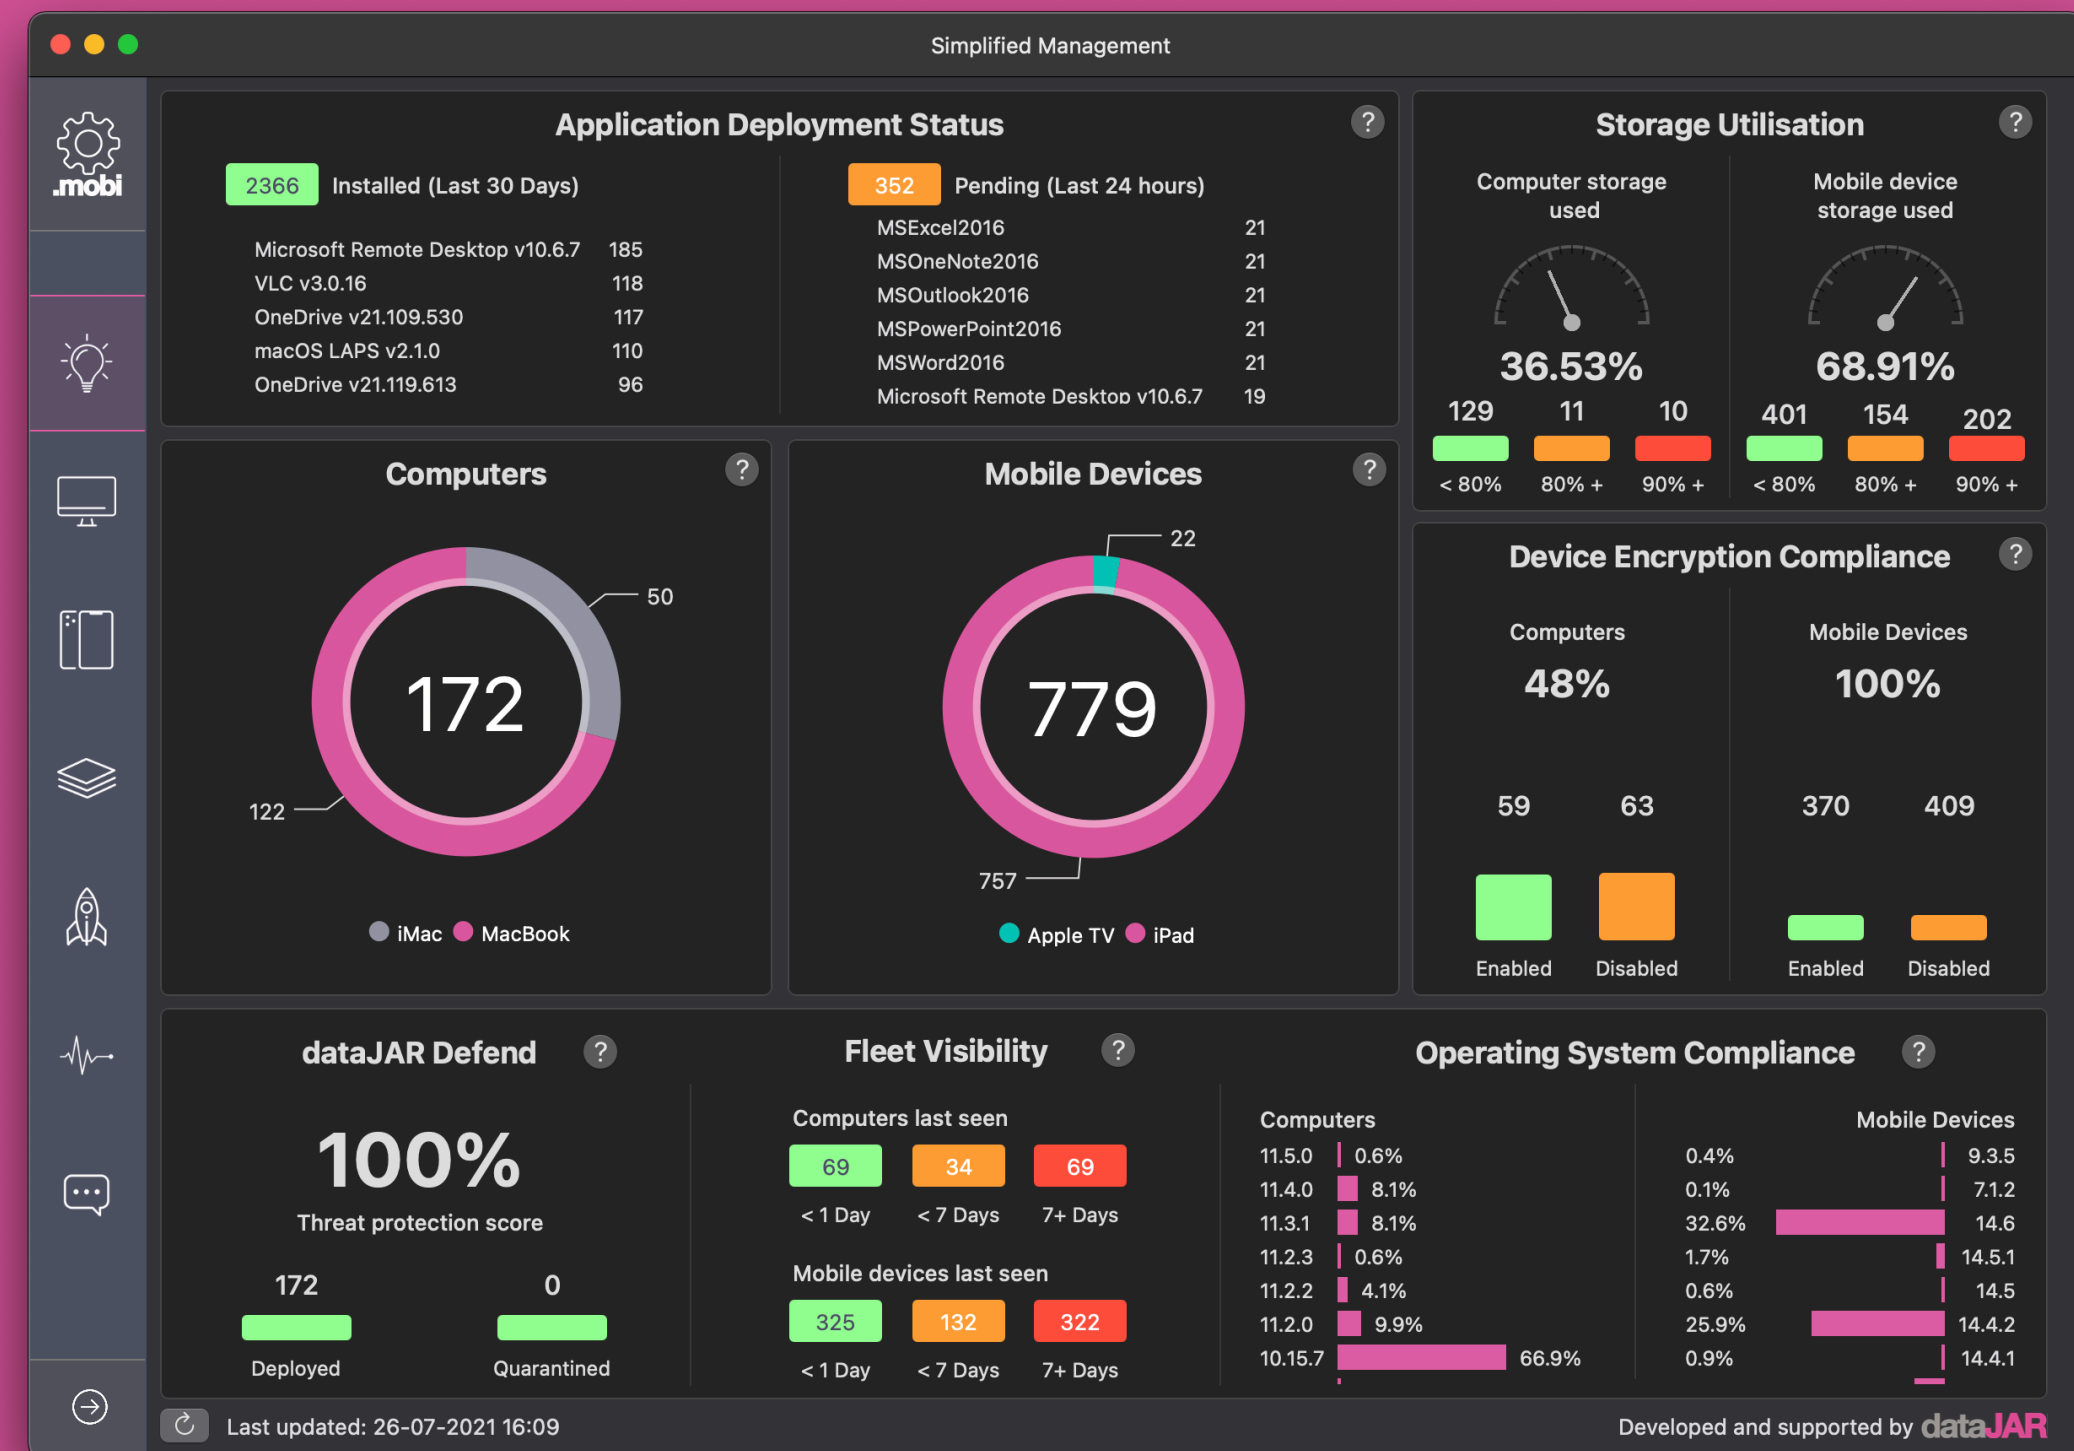 Simplified Management
.mobi
Application Deployment Status
?
2366 Installed (Last 30 Days)
Microsoft Remote Desktop v10.6.7 185
VLC v3.0.16 118
OneDrive v21.109.530 117
macOS LAPS v2.1.0 110
OneDrive v21.119.613 96
352 Pending (Last 24 hours)
MSExcel2016 21
MSOneNote2016 21
MSOutlook2016 21
MSPowerPoint2016 21
MSWord2016 21
Microsoft Remote Desktop v10.6.7 19
Storage Utilisation
?
Computer storage
used
36.53%
129 11 10
< 80% 80% + 90% +
Mobile device
storage used
68.91%
401 154 202
< 80% 80% + 90% +
Computers
?
50
172
122
iMac MacBook
Mobile Devices
?
22
779
757
Apple TV iPad
Device Encryption Compliance
?
Computers
48%
59 63
Enabled Disabled
Mobile Devices
100%
370 409
Enabled Disabled
dataJAR Defend
?
100%
Threat protection score
172 0
Deployed Quarantined
Fleet Visibility
?
Computers last seen
69 34 69
< 1 Day < 7 Days 7+ Days
Mobile devices last seen
325 132 322
< 1 Day < 7 Days 7+ Days
Operating System Compliance
?
Computers
11.5.0 0.6%
11.4.0 8.1%
11.3.1 8.1%
11.2.3 0.6%
11.2.2 4.1%
11.2.0 9.9%
10.15.7 66.9%
Mobile Devices
0.4% 9.3.5
0.1% 7.1.2
32.6% 14.6
1.7% 14.5.1
0.6% 14.5
25.9% 14.4.2
0.9% 14.4.1
Last updated: 26-07-2021 16:09
Developed and supported by dataJAR